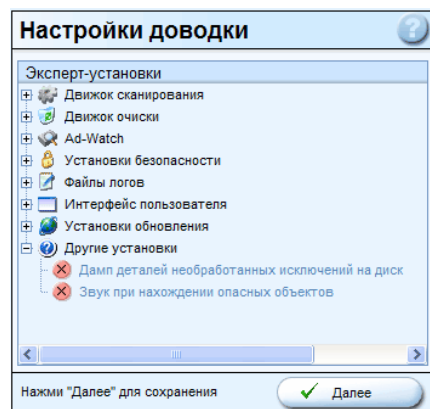 Настройки доводки
?
Эксперт-установки
Движок сканирования
Движок очиски
Ad-Watch
Установки безопасности
Файлы логов
Интерфейс пользователя
Установки обновления
Другие установки
Дамп деталей необработанных исключений на диск
Звук при нахождении опасных объектов
Нажми "Далее" для сохранения
Далее